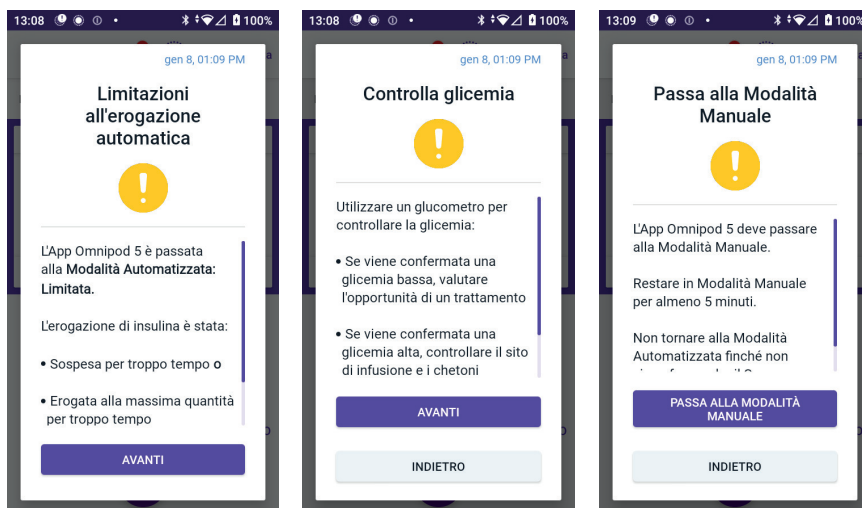 13:08
100%
gen 8, 01:09 PM
Limitazioni
all'erogazione
automatica
L'App Omnipod 5 è passata
alla Modalità Automatizzata:
Limitata.
L'erogazione di insulina è stata:
• Sospesa per troppo tempo o
• Erogata alla massima quantità
per troppo tempo
AVANTI
13:08
100%
gen 8, 01:09 PM
Controlla glicemia
Utilizzare un glucometro per
controllare la glicemia:
• Se viene confermata una
glicemia bassa, valutare
l'opportunità di un trattamento
• Se viene confermata una
glicemia alta, controllare il sito
di infusione e i chetoni
AVANTI
INDIETRO
13:09
100%
gen 8, 01:09 PM
Passa alla Modalità
Manuale
L'App Omnipod 5 deve passare
alla Modalità Manuale.
Restare in Modalità Manuale
per almeno 5 minuti.
Non tornare alla Modalità
Automatizzata finché non
PASSA ALLA MODALITÀ
MANUALE
INDIETRO